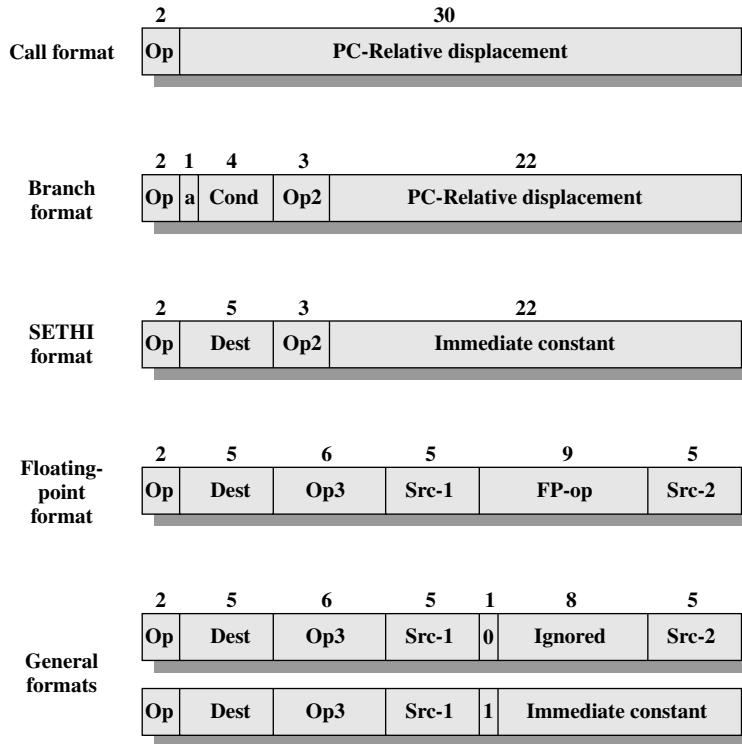 2 30
Call format Op PC-Relative displacement
2 1 4 3 22
Branch
format
Op a Cond Op2 PC-Relative displacement
2 5 3 22
SETHI
format
Op Dest Op2 Immediate constant
2 5 6 5 9 5
Floating-
point
format
Op Dest Op3 Src-1 FP-op Src-2
2 5 6 5 1 8 5
Op Dest Op3 Src-1 0 Ignored Src-2
General
formats
Op Dest Op3 Src-1 1 Immediate constant